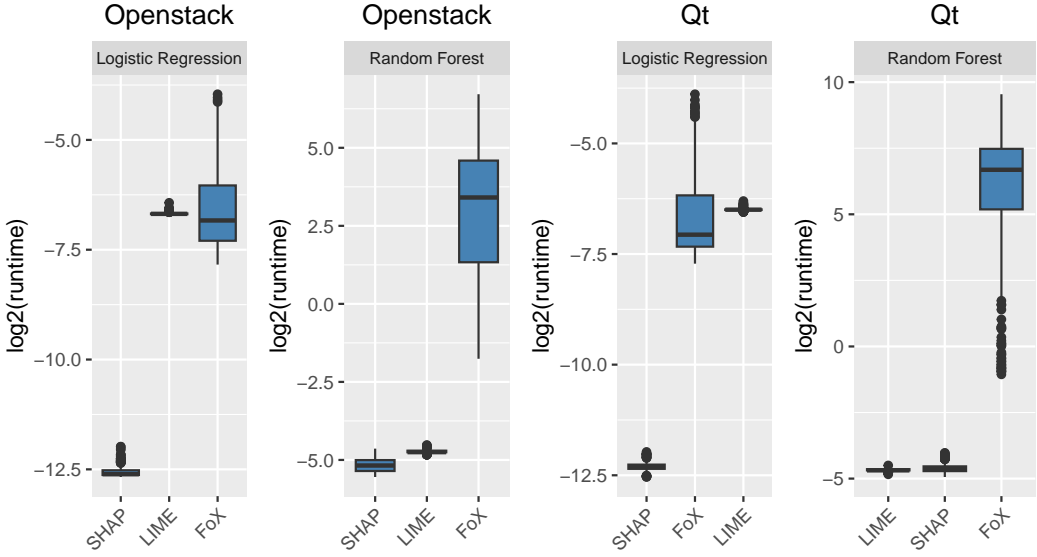 Openstack
Logistic Regression
log2(runtime)
−5.0
−7.5
−10.0
−12.5
SHAP
LIME
FoX
Openstack
Random Forest
log2(runtime)
5.0
2.5
0.0
−2.5
−5.0
SHAP
LIME
FoX
Qt
Logistic Regression
log2(runtime)
−5.0
−7.5
−10.0
−12.5
SHAP
FoX
LIME
Qt
Random Forest
log2(runtime)
10
5
0
−5
LIME
SHAP
FoX